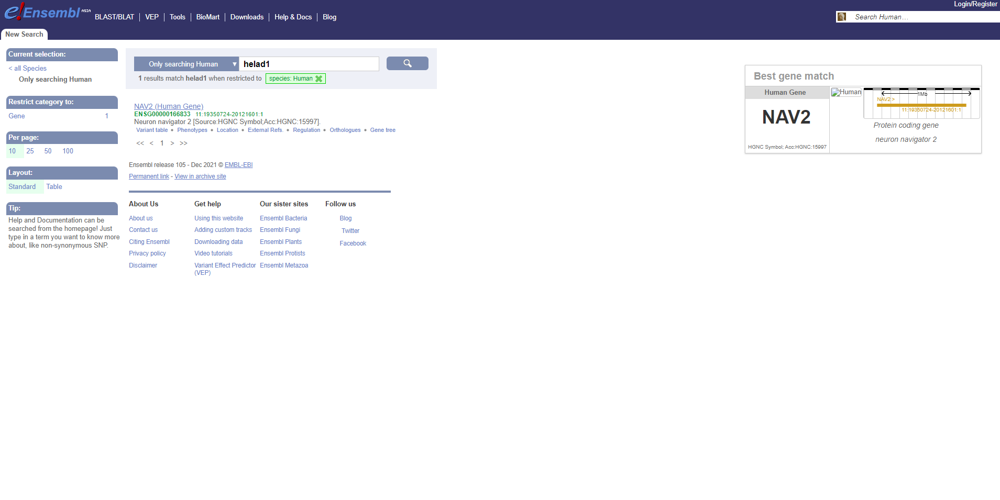 Login/Register
e!Ensembl ASIA
BLAST/BLAT | VEP | Tools | BioMart | Downloads | Help & Docs | Blog
Search Human…
New Search
Current selection:
< all Species
Only searching Human
Restrict category to:
Gene 1
Per page:
10 25 50 100
Layout:
Standard Table
Tip:
Help and Documentation can be
searched from the homepage! Just
type in a term you want to know more
about, like non-synonymous SNP.
Only searching Human ▼ helad1
1 results match helad1 when restricted to species: Human
NAV2 (Human Gene)
ENSG00000166833 11:19350724-20121601:1
Neuron navigator 2 [Source:HGNC Symbol;Acc:HGNC:15997].
Variant table • Phenotypes • Location • External Refs. • Regulation • Orthologues • Gene tree
<< < 1 > >>
Ensembl release 105 - Dec 2021 © EMBL-EBI
Permanent link - View in archive site
About Us
About us
Contact us
Citing Ensembl
Privacy policy
Disclaimer
Get help
Using this website
Adding custom tracks
Downloading data
Video tutorials
Variant Effect Predictor
(VEP)
Our sister sites
Ensembl Bacteria
Ensembl Fungi
Ensembl Plants
Ensembl Protists
Ensembl Metazoa
Follow us
Blog
Twitter
Facebook
Best gene match
Human Gene
NAV2
HGNC Symbol; Acc:HGNC:15997
Human
1Mb
NAV2 >
11:19350724-20121601:1
Protein coding gene
neuron navigator 2